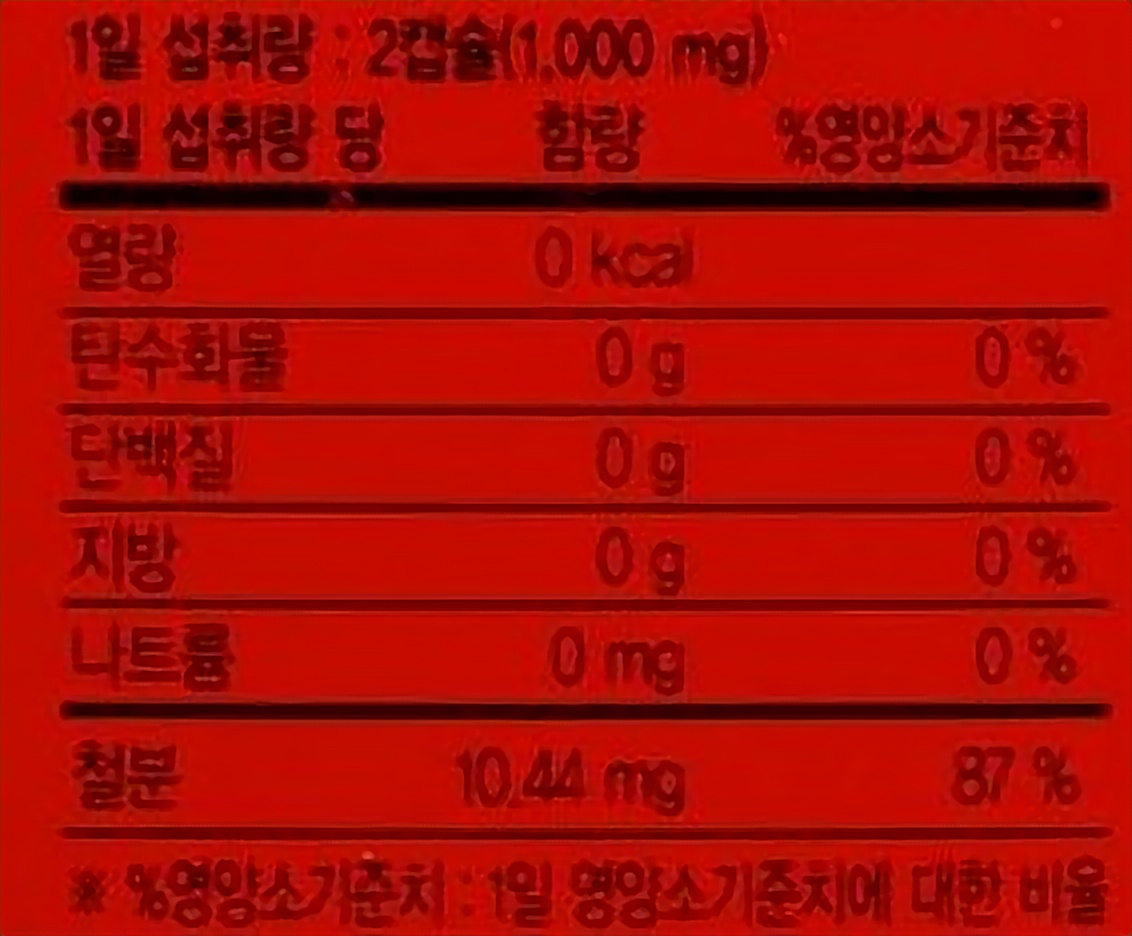 1일 섭취량 : 2캡슐(1,000 mg)
1일 섭취량 당 함량 %영양소기준치
열량 0 kcal
탄수화물 0 g 0 %
단백질 0 g 0 %
지방 0 g 0 %
나트륨 0 mg 0 %
철분 10.44 mg 87 %
※ %영양소기준치 : 1일 영양소기준치에 대한 비율